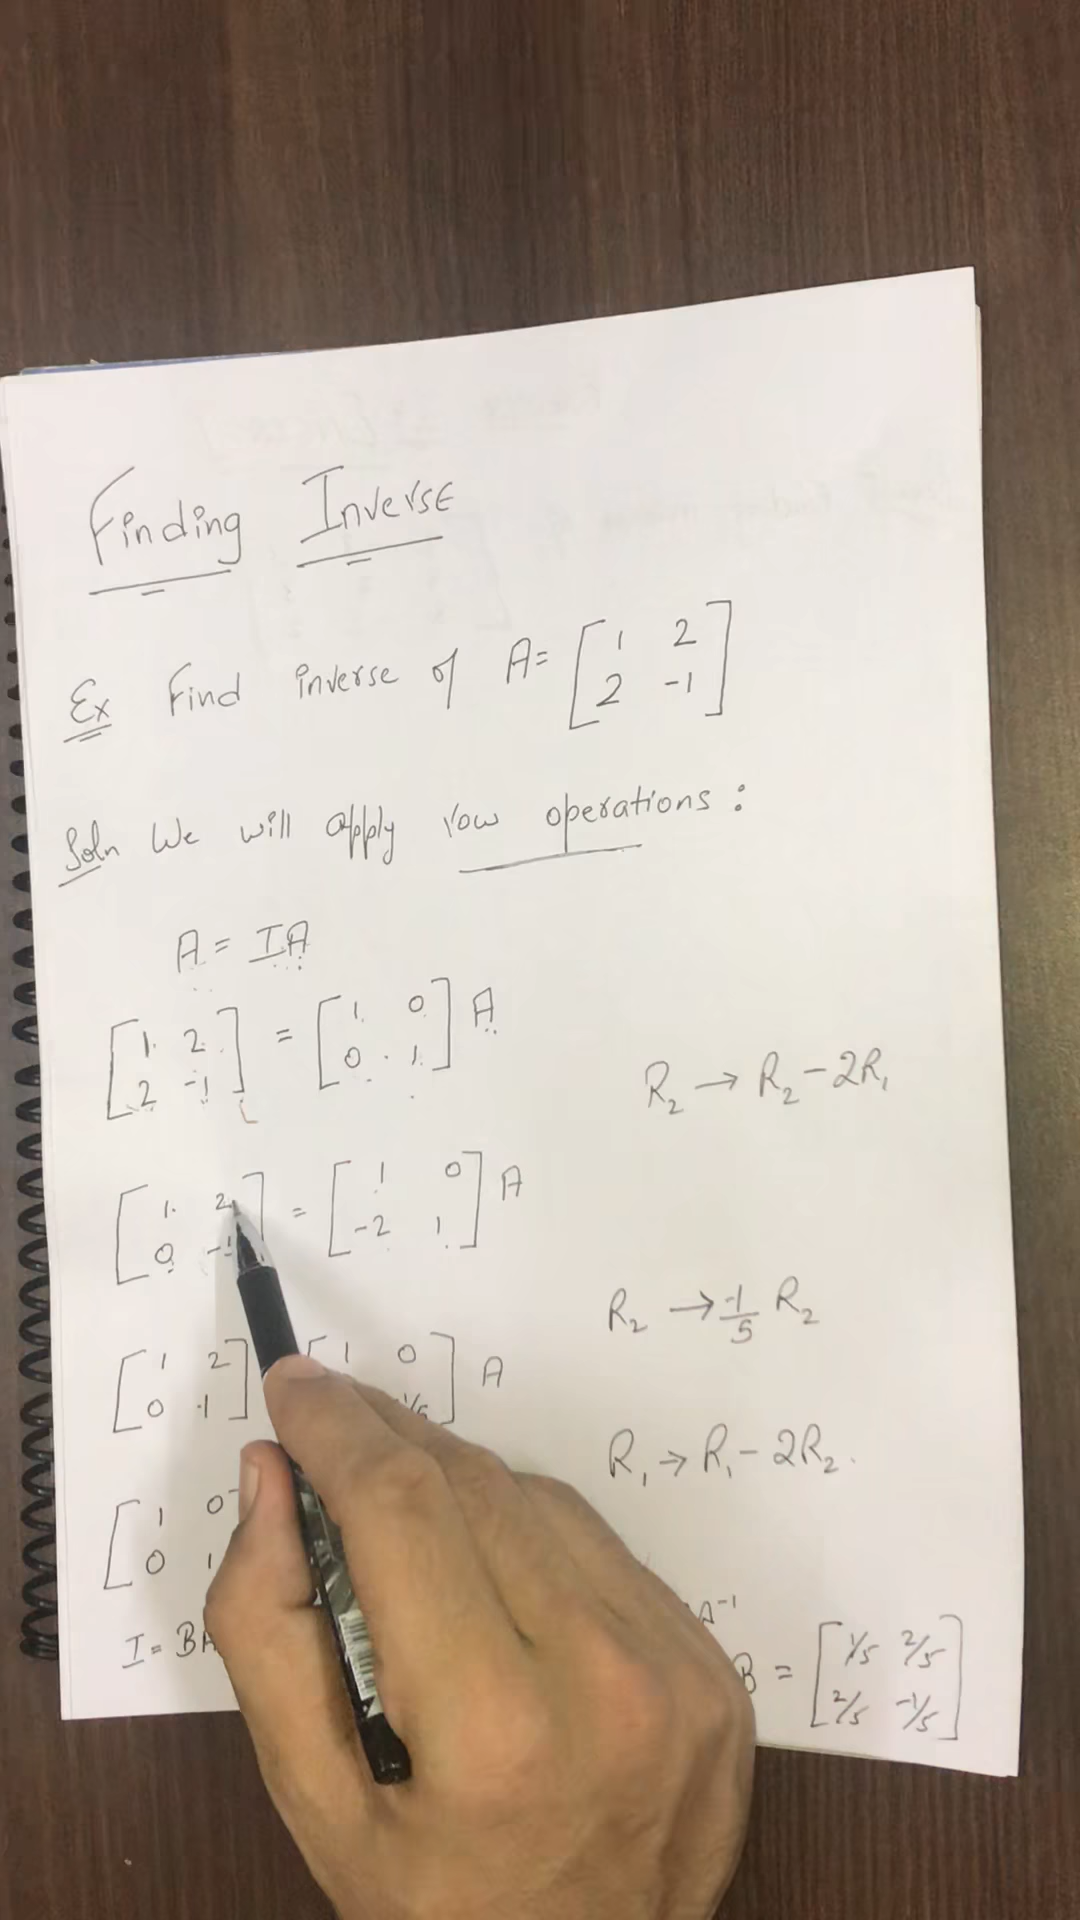 Finding Inverse
Ex Find inverse of A= [1 2
2 -1]
Soln We will apply row operations :
A = IA
[1 2
2 -1] = [1 0
0 1] A
R₂ → R₂ - 2R₁
[1 2
0 -] = [1 0
-2 1] A
R₂ → -1/5 R₂
[1 2
0 1] [1 0
] A
R₁ → R₁ - 2R₂.
[1 0
0 1
I = BA
A⁻¹
B = [1/5 2/5
2/5 -1/5]